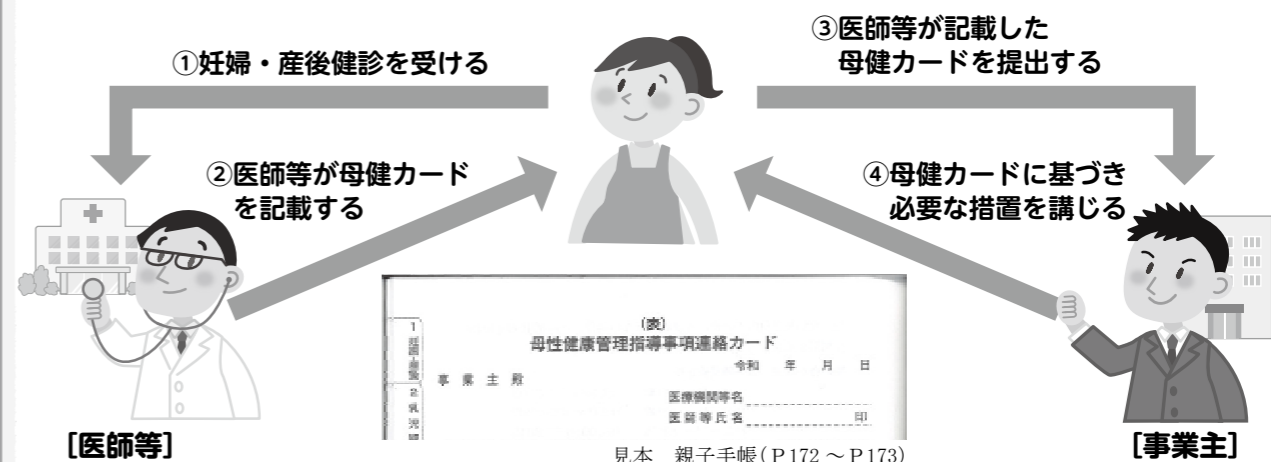 ①妊婦・産後健診を受ける
②医師等が母健カード
を記載する
③医師等が記載した
母健カードを提出する
④母健カードに基づき
必要な措置を講じる
(表)
母性健康管理指導事項連絡カード
令和 年 月 日
事業主殿
医療機関等名
医師等氏名 印
1
2
[医師等]
[事業主]
見本 親子手帳(P172～P173)